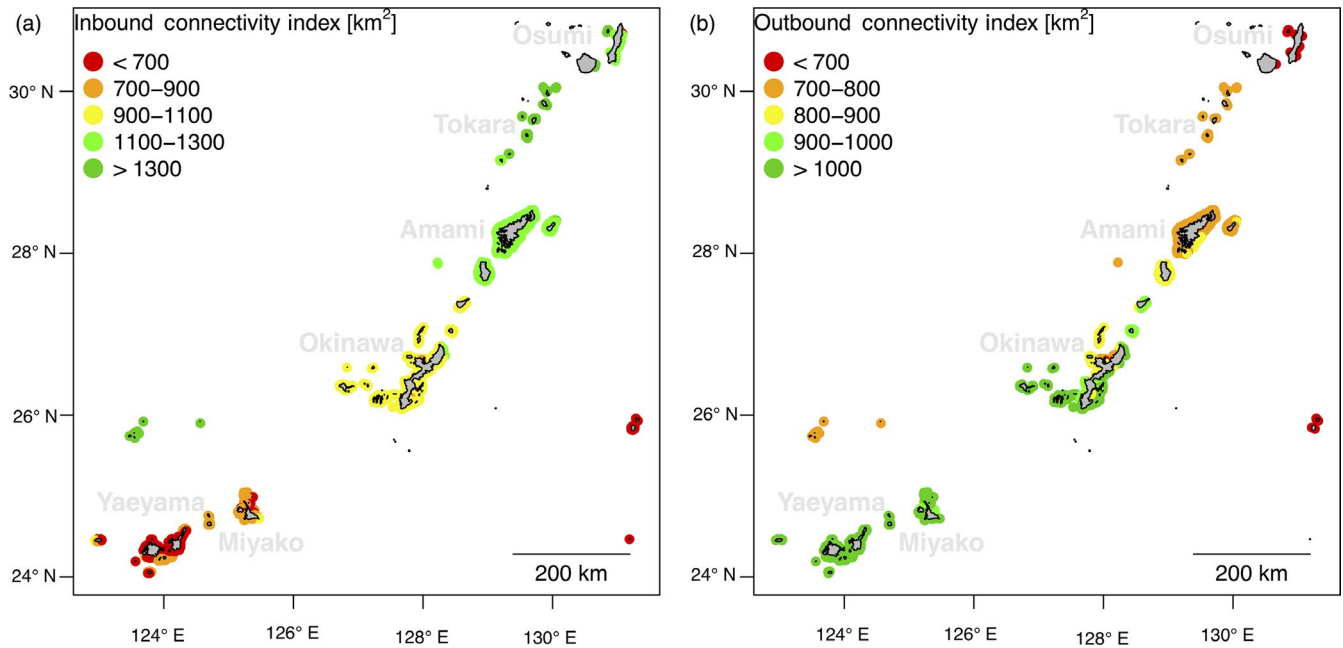 (a) Inbound connectivity index [km²]
< 700
700–900
900–1100
1100–1300
> 1300
Osumi
Tokara
Amami
Okinawa
Yaeyama
Miyako
200 km
30° N
28° N
26° N
24° N
124° E 126° E 128° E 130° E
(b) Outbound connectivity index [km²]
< 700
700–800
800–900
900–1000
> 1000
Osumi
Tokara
Amami
Okinawa
Yaeyama
Miyako
200 km
30° N
28° N
26° N
24° N
124° E 126° E 128° E 130° E